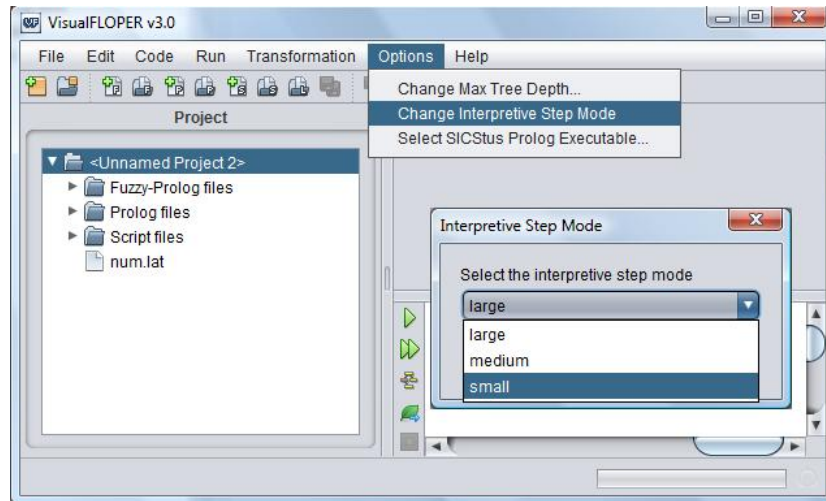 VisualFLOPER v3.0
File Edit Code Run Transformation Options Help
Change Max Tree Depth...
Change Interpretive Step Mode
Select SICStus Prolog Executable...
Project
<Unnamed Project 2>
Fuzzy-Prolog files
Prolog files
Script files
num.lat
Interpretive Step Mode
Select the interpretive step mode
large
large
medium
small